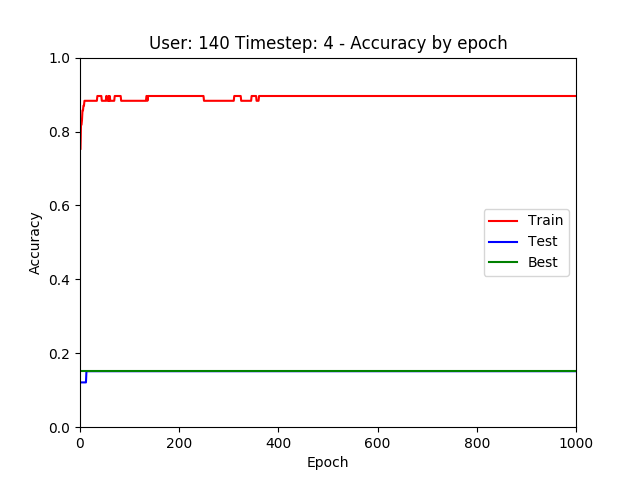 User: 140 Timestep: 4 - Accuracy by epoch
1.0
0.8
0.6
0.4
0.2
0.0
Accuracy
Train
Test
Best
0 200 400 600 800 1000
Epoch